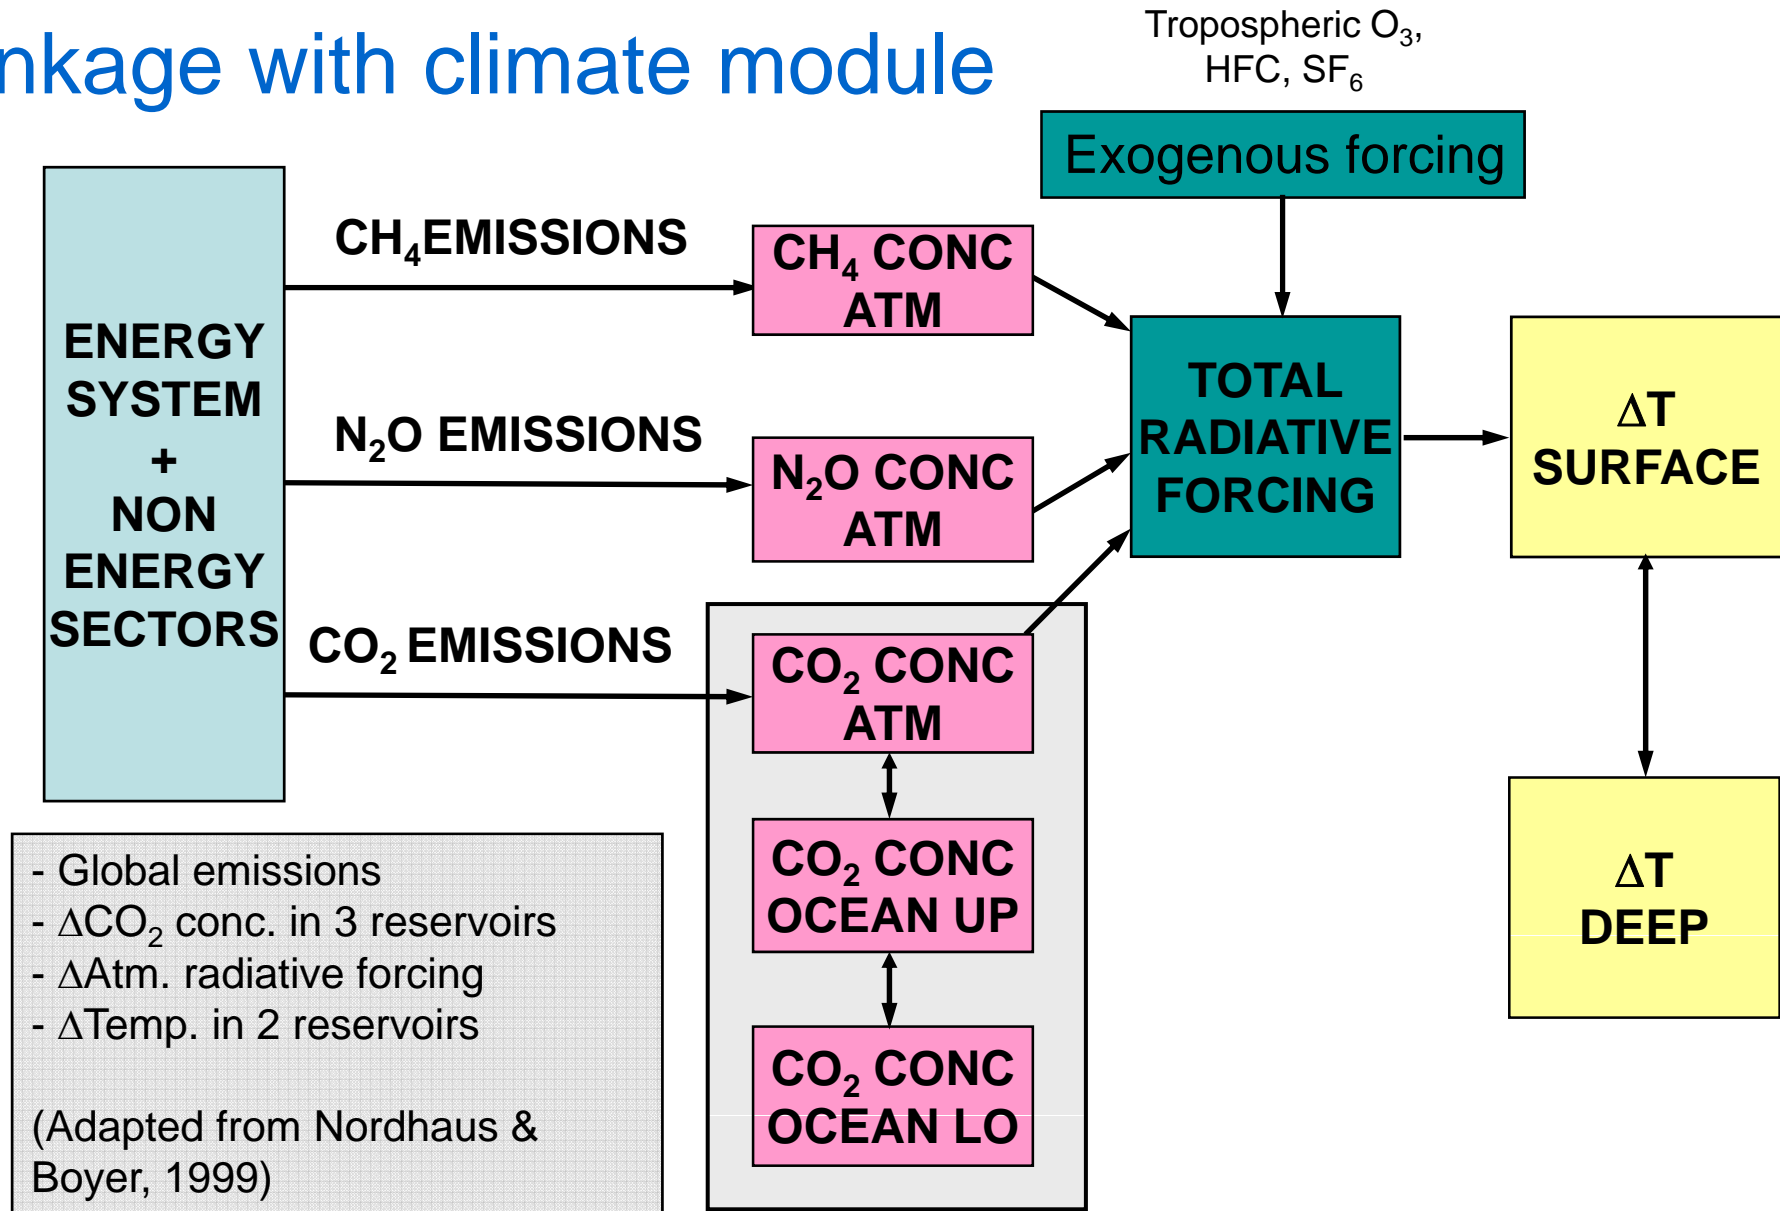 nkage with climate module
Tropospheric O₃,
HFC, SF₆
Exogenous forcing
ENERGY
SYSTEM
+
NON
ENERGY
SECTORS
CH₄EMISSIONS
N₂O EMISSIONS
CO₂ EMISSIONS
CH₄ CONC
ATM
N₂O CONC
ATM
CO₂ CONC
ATM
CO₂ CONC
OCEAN UP
CO₂ CONC
OCEAN LO
TOTAL
RADIATIVE
FORCING
ΔT
SURFACE
ΔT
DEEP
- Global emissions
- ΔCO₂ conc. in 3 reservoirs
- ΔAtm. radiative forcing
- ΔTemp. in 2 reservoirs
(Adapted from Nordhaus &
Boyer, 1999)